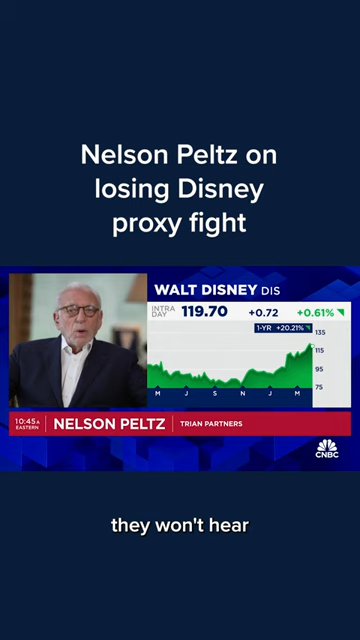 Nelson Peltz on
losing Disney
proxy fight
WALT DISNEY DIS
INTRA
DAY
119.70
+0.72
+0.61%
1-YR +20.21%
135
115
95
75
M J S N J M
10:45A
EASTERN
NELSON PELTZ
TRIAN PARTNERS
CNBC
they won't hear